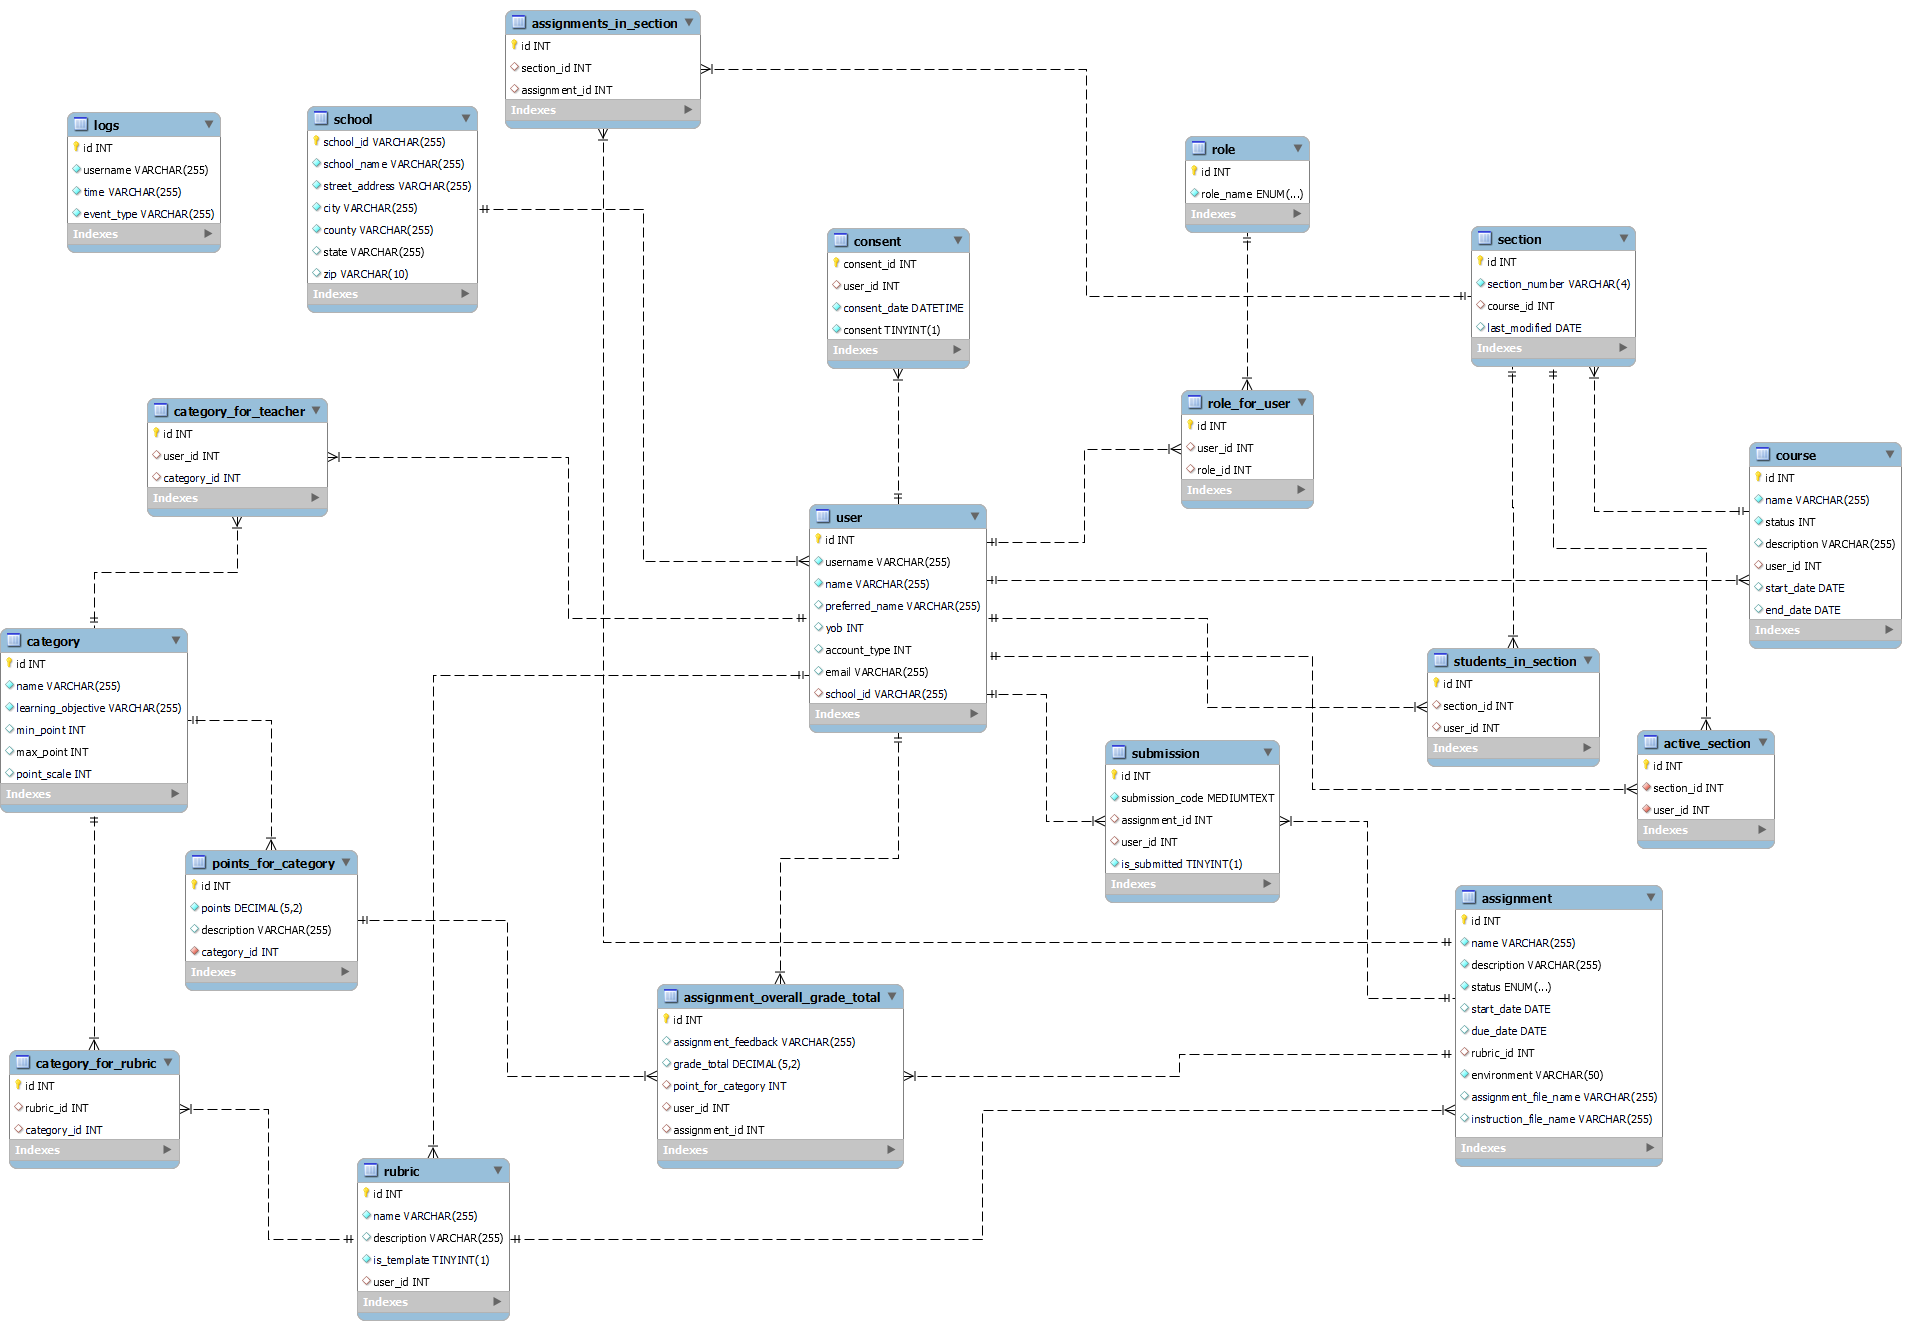 assignments_in_section
id INT
section_id INT
assignment_id INT
Indexes
logs
id INT
username VARCHAR(255)
time VARCHAR(255)
event_type VARCHAR(255)
Indexes
school
school_id VARCHAR(255)
school_name VARCHAR(255)
street_address VARCHAR(255)
city VARCHAR(255)
county VARCHAR(255)
state VARCHAR(255)
zip VARCHAR(10)
Indexes
role
id INT
role_name ENUM(...)
Indexes
consent
consent_id INT
user_id INT
consent_date DATETIME
consent TINYINT(1)
Indexes
section
id INT
section_number VARCHAR(4)
course_id INT
last_modified DATE
Indexes
category_for_teacher
id INT
user_id INT
category_id INT
Indexes
role_for_user
id INT
user_id INT
role_id INT
Indexes
course
id INT
name VARCHAR(255)
status INT
description VARCHAR(255)
user_id INT
start_date DATE
end_date DATE
Indexes
user
id INT
username VARCHAR(255)
name VARCHAR(255)
preferred_name VARCHAR(255)
yob INT
account_type INT
email VARCHAR(255)
school_id VARCHAR(255)
Indexes
category
id INT
name VARCHAR(255)
learning_objective VARCHAR(255)
min_point INT
max_point INT
point_scale INT
Indexes
students_in_section
id INT
section_id INT
user_id INT
Indexes
active_section
id INT
section_id INT
user_id INT
Indexes
submission
id INT
submission_code MEDIUMTEXT
assignment_id INT
user_id INT
is_submitted TINYINT(1)
Indexes
points_for_category
id INT
points DECIMAL(5,2)
description VARCHAR(255)
category_id INT
Indexes
assignment
id INT
name VARCHAR(255)
description VARCHAR(255)
status ENUM(...)
start_date DATE
due_date DATE
rubric_id INT
environment VARCHAR(50)
assignment_file_name VARCHAR(255)
instruction_file_name VARCHAR(255)
Indexes
assignment_overall_grade_total
id INT
assignment_feedback VARCHAR(255)
grade_total DECIMAL(5,2)
point_for_category INT
user_id INT
assignment_id INT
Indexes
category_for_rubric
id INT
rubric_id INT
category_id INT
Indexes
rubric
id INT
name VARCHAR(255)
description VARCHAR(255)
is_template TINYINT(1)
user_id INT
Indexes